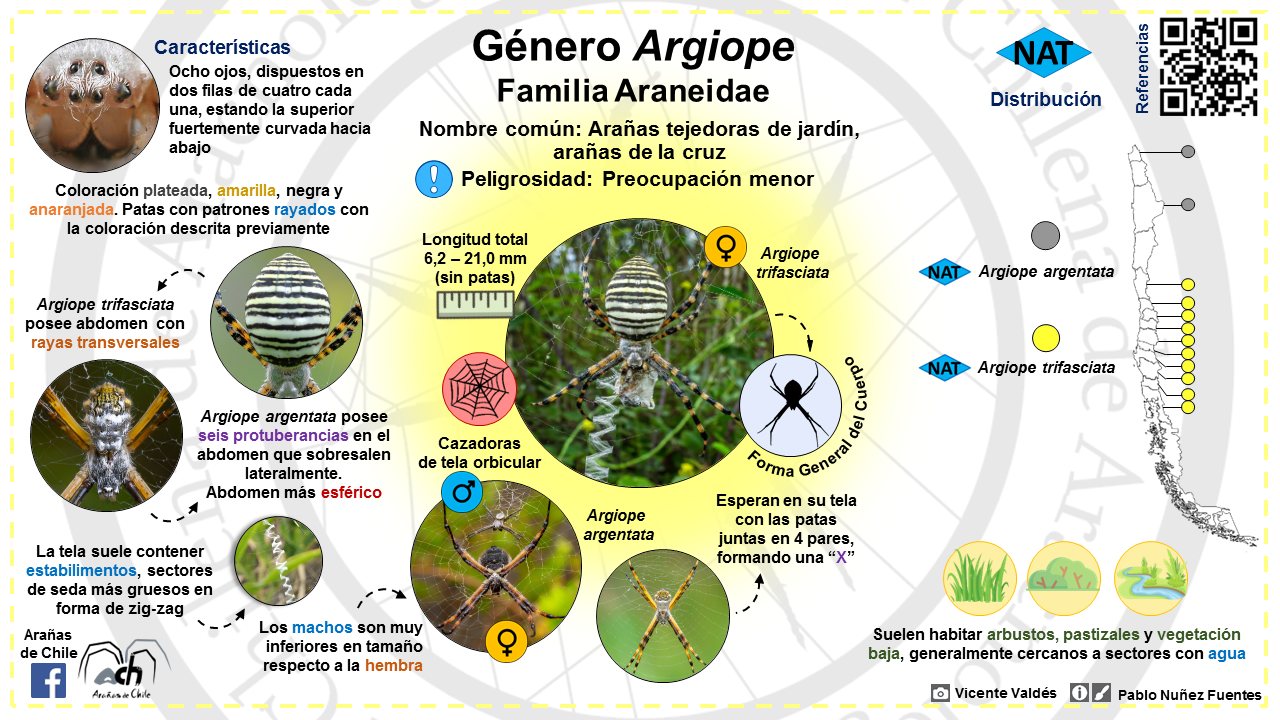 Género Argiope
Familia Araneidae
Nombre común: Arañas tejedoras de jardín,
arañas de la cruz
Peligrosidad: Preocupación menor
Características
Ocho ojos, dispuestos en
dos filas de cuatro cada
una, estando la superior
fuertemente curvada hacia
abajo
Coloración plateada, amarilla, negra y
anaranjada. Patas con patrones rayados con
la coloración descrita previamente
Argiope trifasciata
posee abdomen con
rayas transversales
Argiope argentata posee
seis protuberancias en el
abdomen que sobresalen
lateralmente.
Abdomen más esférico
La tela suele contener
estabilimentos, sectores
de seda más gruesos en
forma de zig-zag
Los machos son muy
inferiores en tamaño
respecto a la hembra
Arañas
de Chile
ach
Arañas de Chile
Longitud total
6,2 – 21,0 mm
(sin patas)
Cazadoras
de tela orbicular
Argiope
trifasciata
Forma General del Cuerpo
Argiope
argentata
Esperan en su tela
con las patas
juntas en 4 pares,
formando una “X”
NAT
Distribución
Referencias
NAT
Argiope argentata
NAT
Argiope trifasciata
Suelen habitar arbustos, pastizales y vegetación
baja, generalmente cercanos a sectores con agua
Vicente Valdés
Pablo Nuñez Fuentes